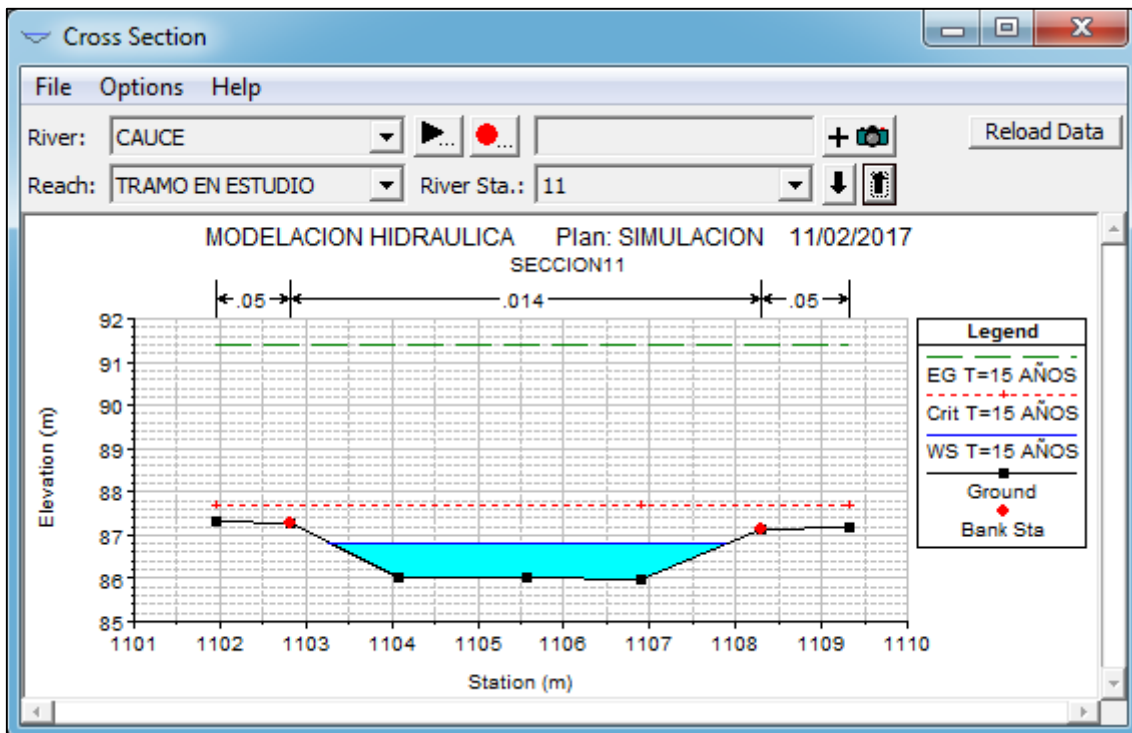 Cross Section
File Options Help
River: CAUCE ... ... + Reload Data
Reach: TRAMO EN ESTUDIO River Sta.: 11
MODELACION HIDRAULICA Plan: SIMULACION 11/02/2017
SECCION11
.05 .014 .05
92
91
90
89
88
87
86
85
Elevation (m)
1101 1102 1103 1104 1105 1106 1107 1108 1109 1110
Station (m)
Legend
EG T=15 AÑOS
Crit T=15 AÑOS
WS T=15 AÑOS
Ground
Bank Sta